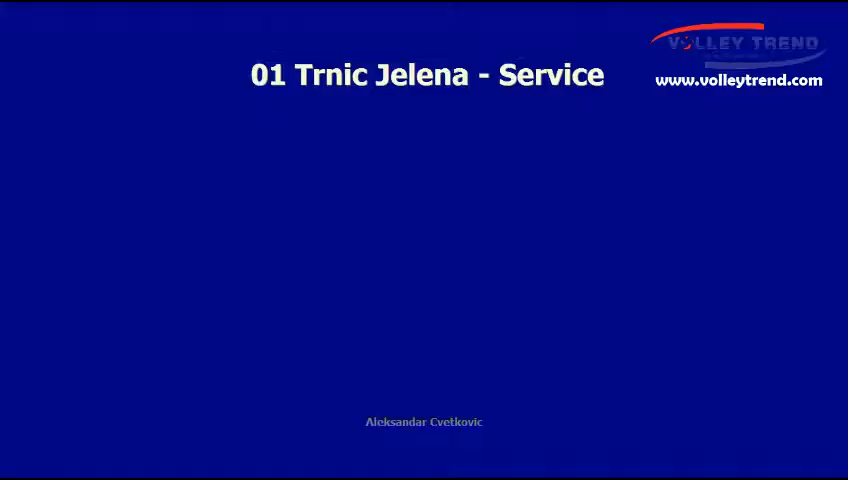 VOLLEY TREND
01 Trnic Jelena - Service
www.volleytrend.com
Aleksandar Cvetkovic